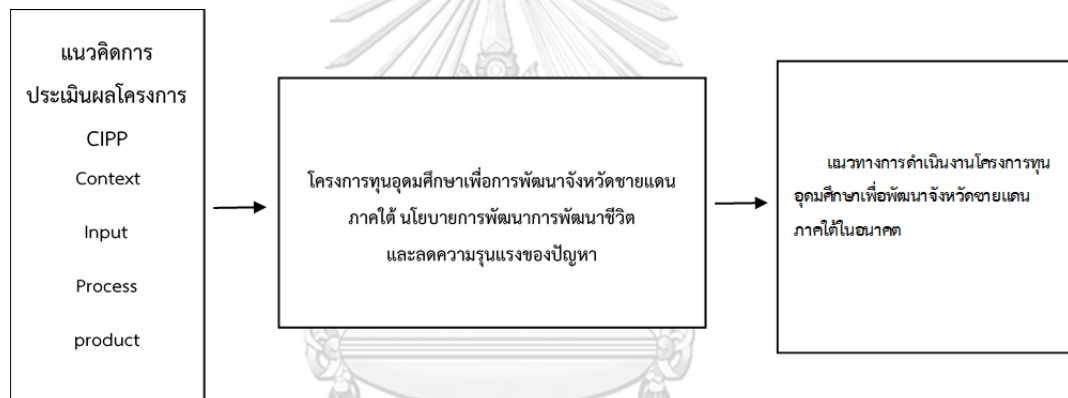 แนวคิดการ
ประเมินผลโครงการ
CIPP
Context
Input
Process
product
โครงการทุนอุดมศึกษาเพื่อการพัฒนาจังหวัดชายแดน
ภาคใต้ นโยบายการพัฒนาการพัฒนาชีวิต
และลดความรุนแรงของปัญหา
แนวทางการดำเนินงานโครงการทุน
อุดมศึกษาเพื่อพัฒนาจังหวัดชายแดน
ภาคใต้ในอนาคต